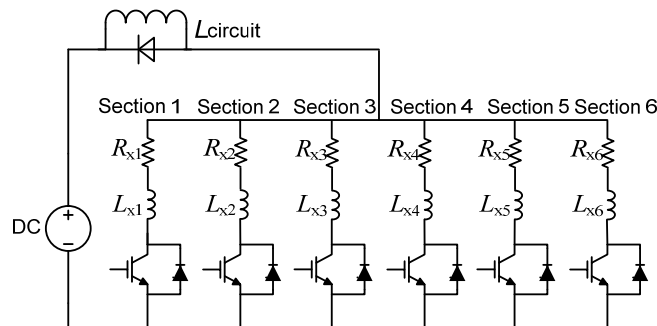 Lcircuit
Section 1 Section 2 Section 3 Section 4 Section 5 Section 6
Rx1 Rx2 Rx3 Rx4 Rx5 Rx6
Lx1 Lx2 Lx3 Lx4 Lx5 Lx6
DC
+
−